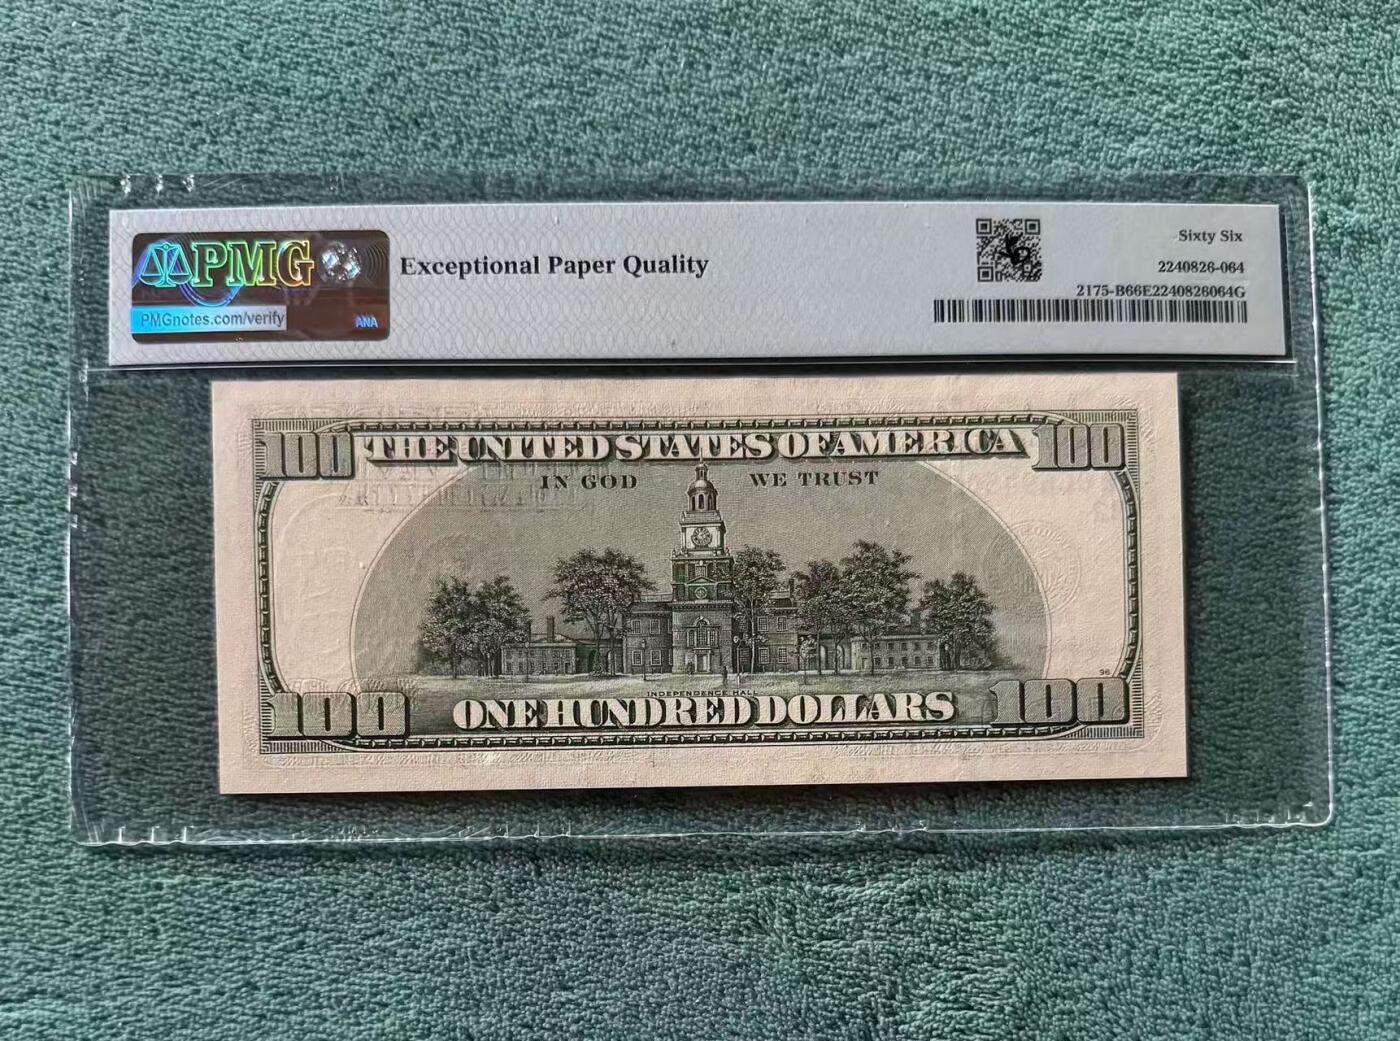 PMG
PMGnotes.com/verify
ANA
Exceptional Paper Quality
Sixty Six
2240826-064
2175-B66E2240826064G
100 THE UNITED STATES OF AMERICA 100
IN GOD WE TRUST
96
INDEPENDENCE HALL
100 ONE HUNDRED DOLLARS 100